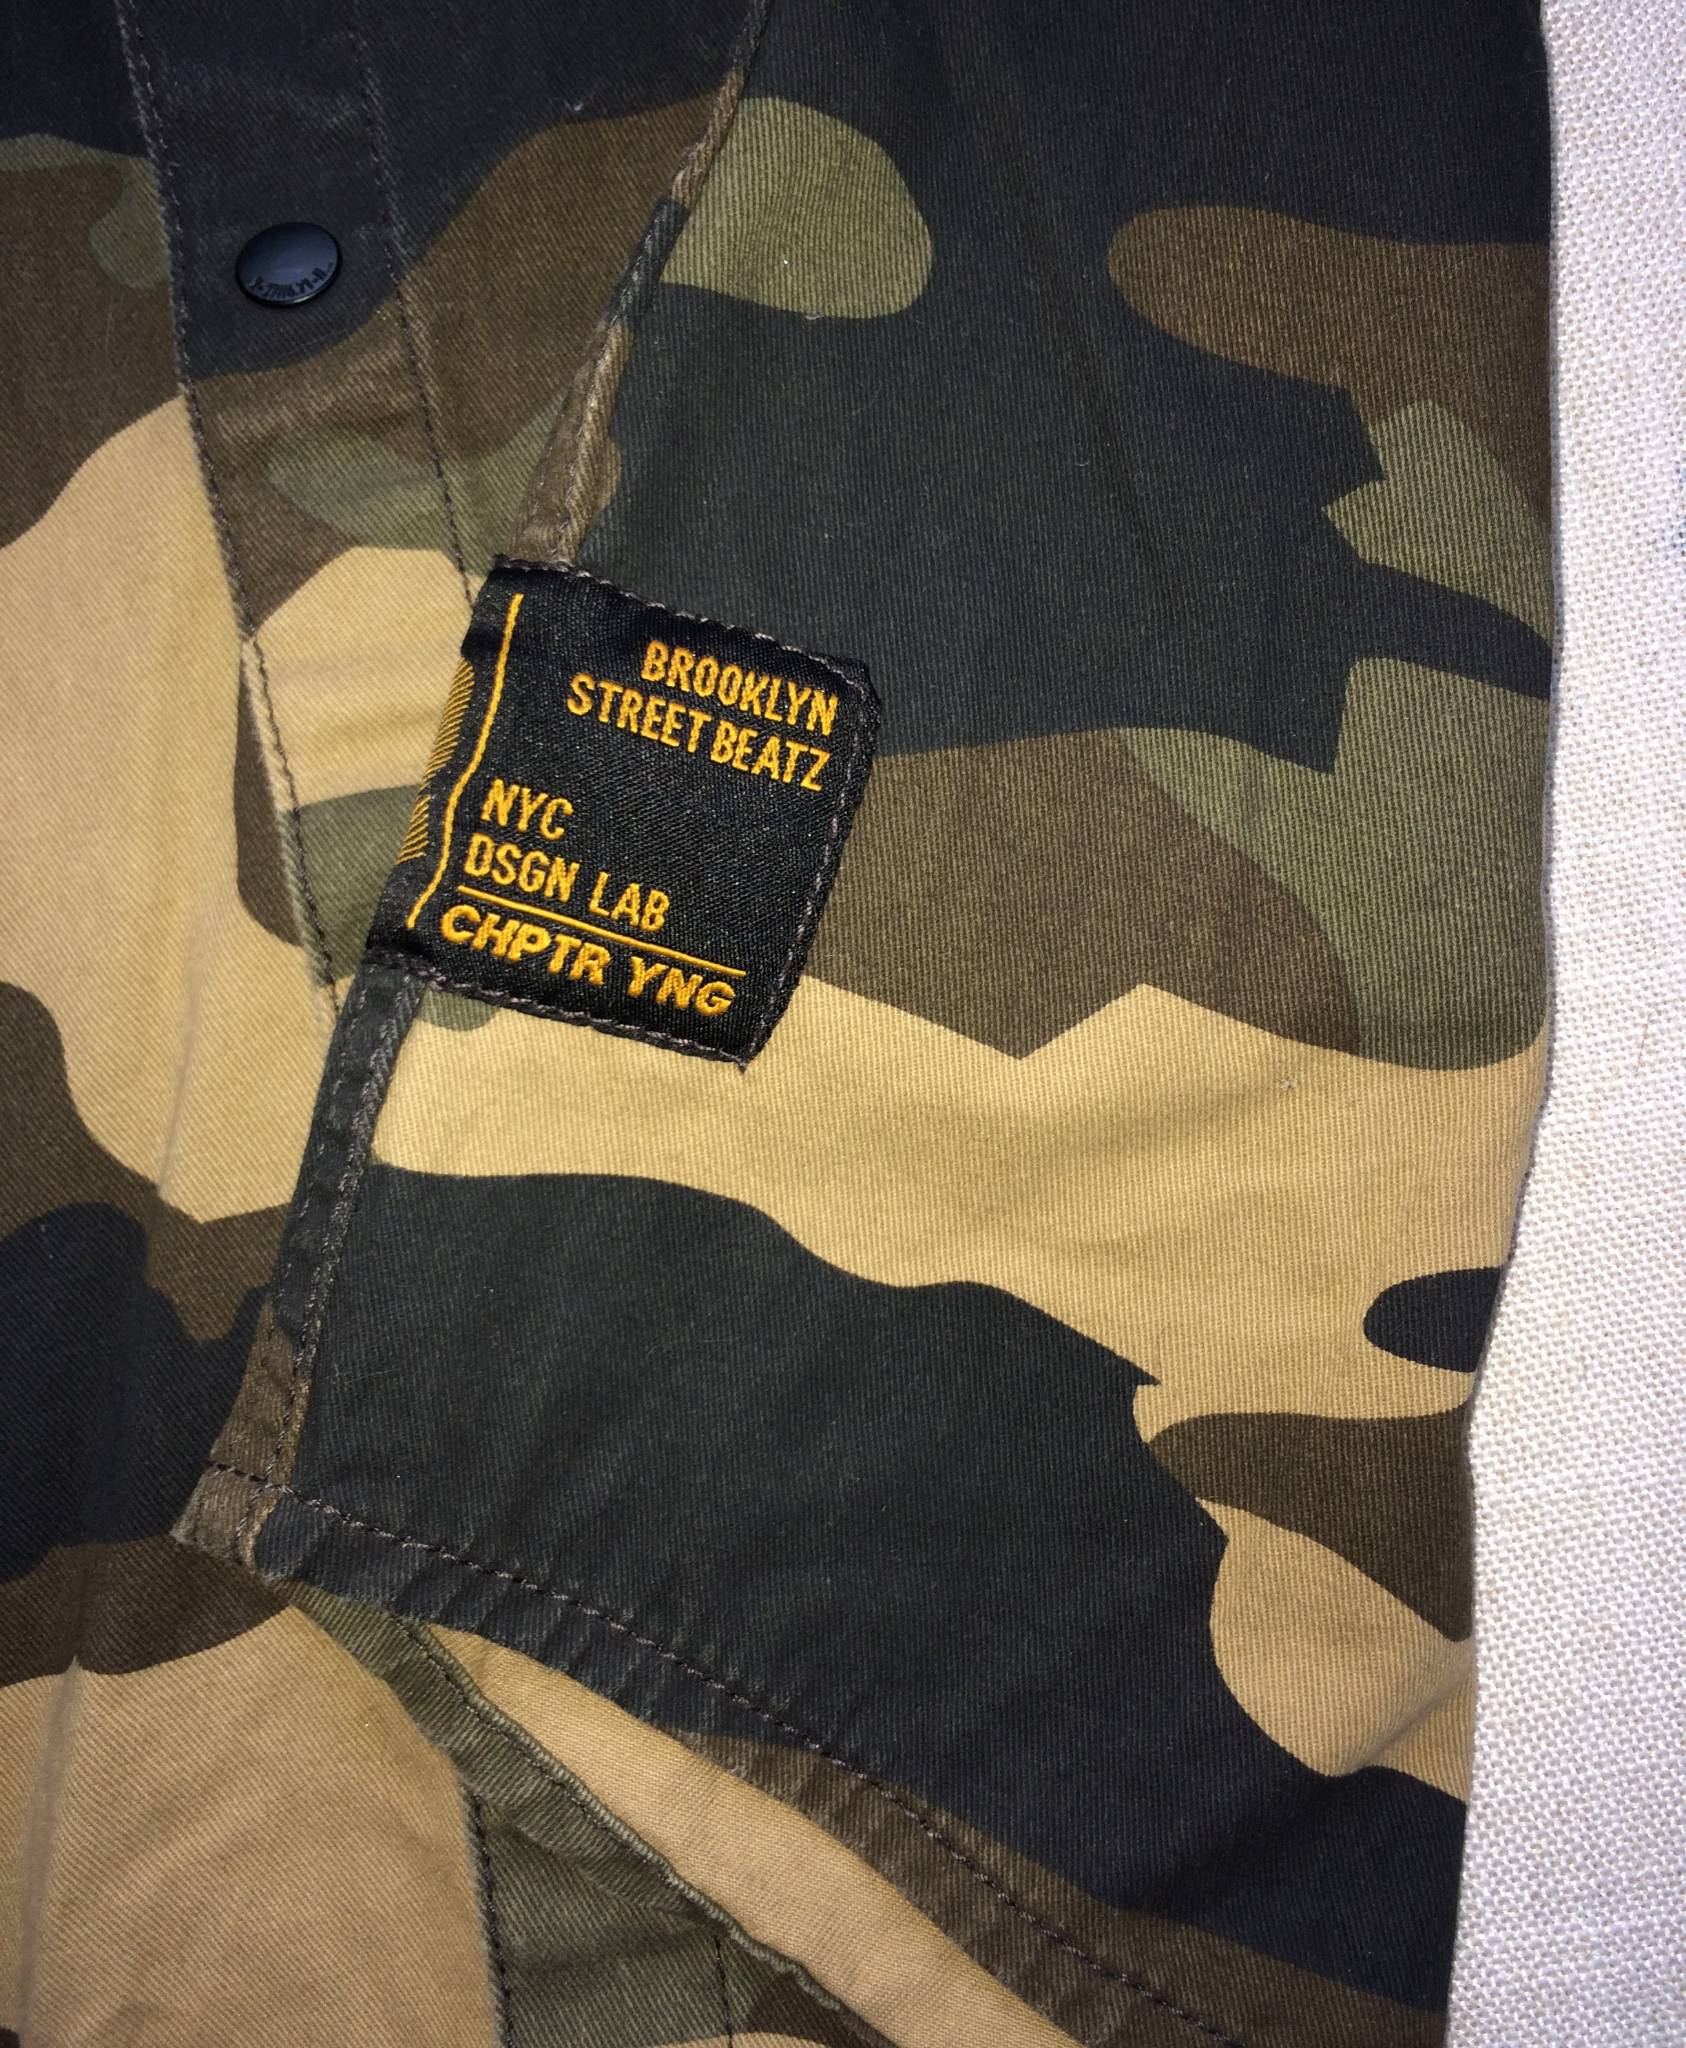 BROOKLYN
STREET BEATZ
NYC
DSGN LAB
CHPTR YNG